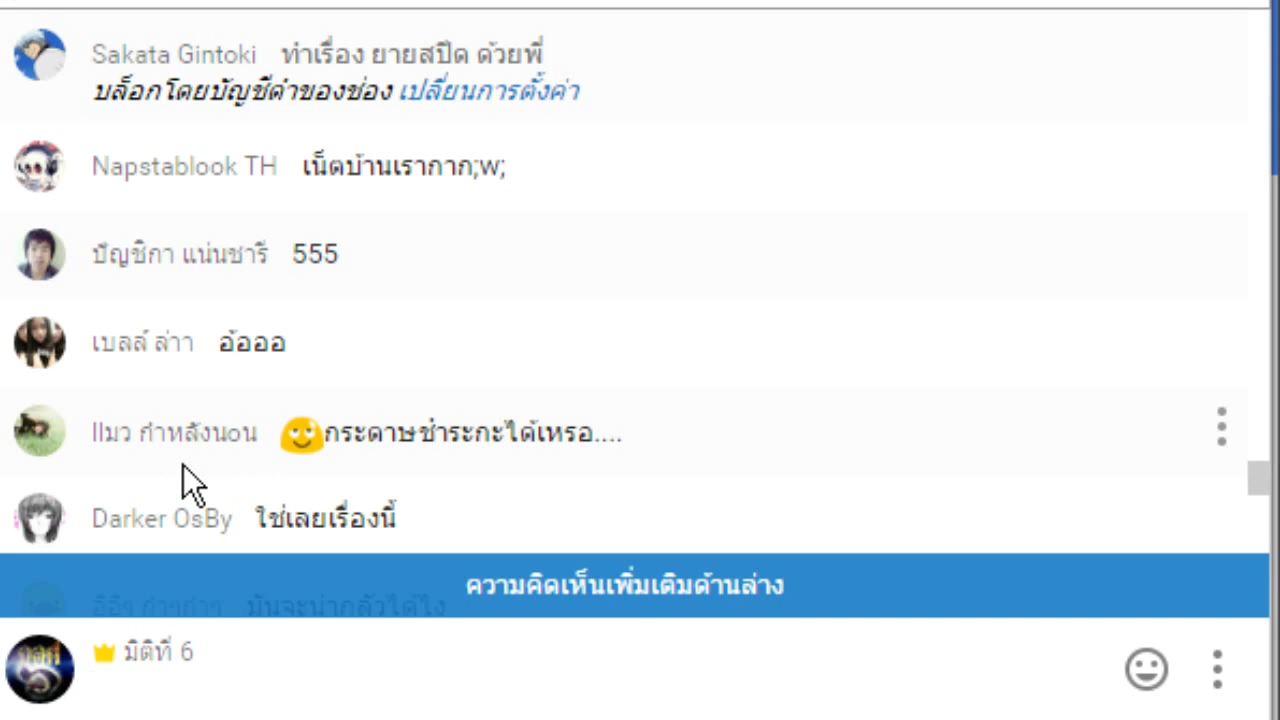 Sakata Gintoki ทำเรื่อง ยายสปีด ด้วยพี่
บล็อกโดยบัญชีดำของช่อง เปลี่ยนการตั้งค่า
Napstablook TH เน็ตบ้านเรากาก;w;
บัญชิกา แน่นชารี 555
เบลล์ ล่าา อ้อออ
llมว กำหลังนoน 🙄กระดาษชำระกะได้เหรอ....
Darker OsBy ใช่เลยเรื่องนี้
มันจะน่ากลัวได้ไง
ความคิดเห็นเพิ่มเติมด้านล่าง
มิติที่ 6